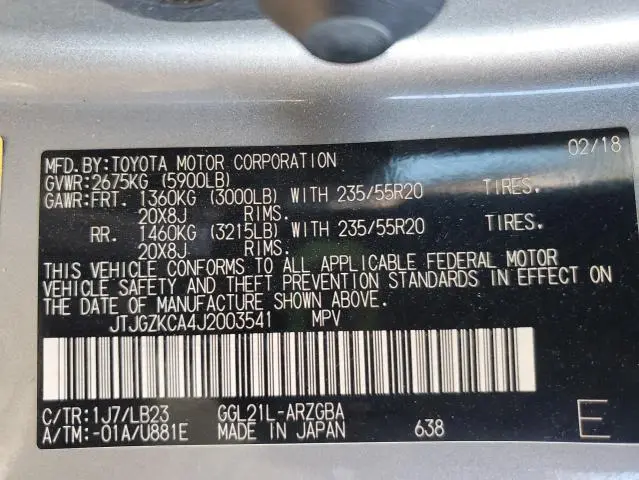 MFD.BY:TOYOTA MOTOR CORPORATION 02/18
GVWR:2675KG (5900LB)
GAWR:FRT. 1360KG (3000LB) WITH 235/55R20 TIRES.
20X8J RIMS.
RR. 1460KG (3215LB) WITH 235/55R20 TIRES.
20X8J RIMS.
THIS VEHICLE CONFORMS TO ALL APPLICABLE FEDERAL MOTOR
VEHICLE SAFETY AND THEFT PREVENTION STANDARDS IN EFFECT ON
THE DATE OF MANUFACTURE SHOWN ABOVE.
JTJGZKCA4J2003541 MPV
C/TR:1J7/LB23 GGL21L-ARZGBA
A/TM:-01A/U881E MADE IN JAPAN 638 E